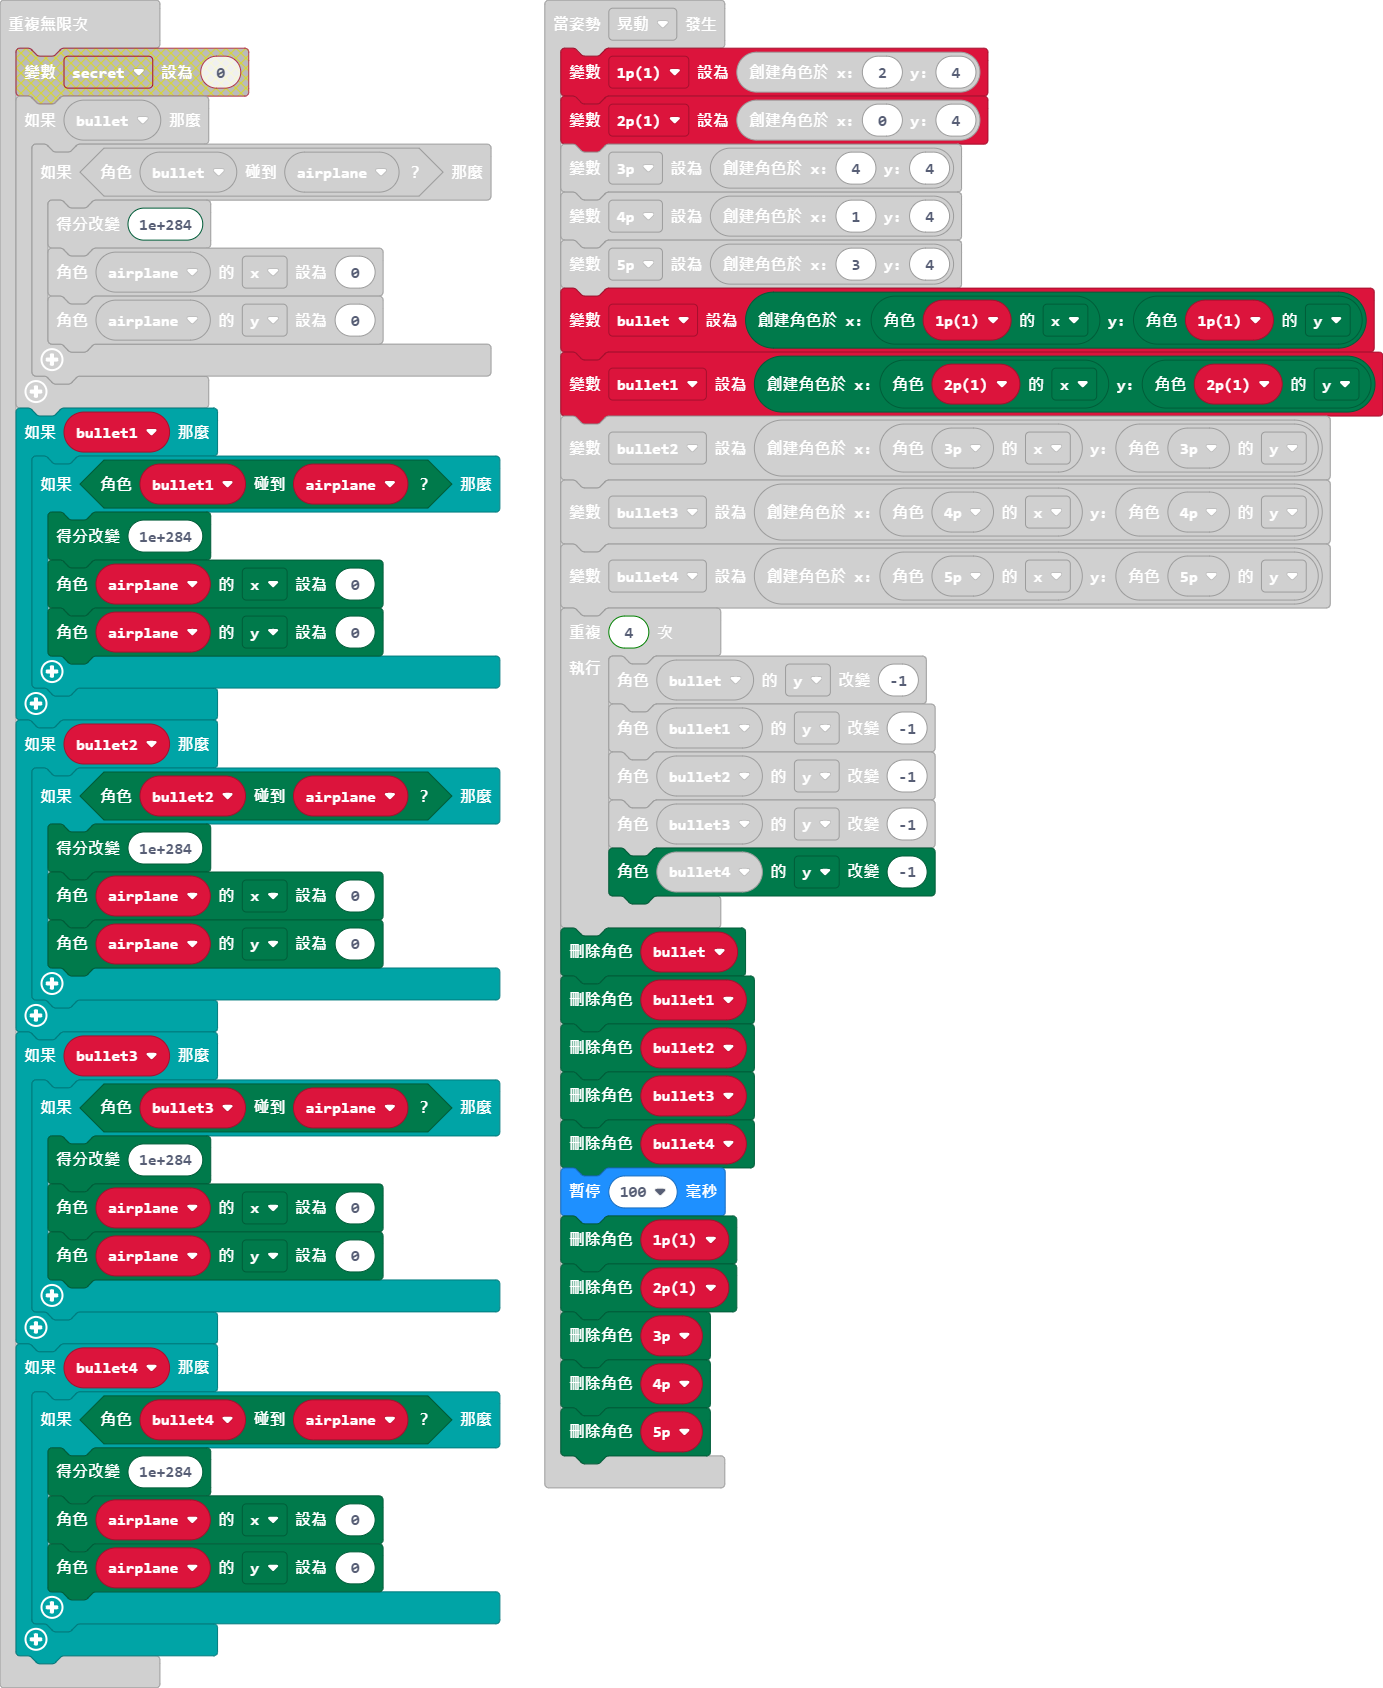 重複無限次
變數 secret 設為 0
如果 bullet 那麼
如果 角色 bullet 碰到 airplane ? 那麼
得分改變 1e+284
角色 airplane 的 x 設為 0
角色 airplane 的 y 設為 0
如果 bullet1 那麼
如果 角色 bullet1 碰到 airplane ? 那麼
得分改變 1e+284
角色 airplane 的 x 設為 0
角色 airplane 的 y 設為 0
如果 bullet2 那麼
如果 角色 bullet2 碰到 airplane ? 那麼
得分改變 1e+284
角色 airplane 的 x 設為 0
角色 airplane 的 y 設為 0
如果 bullet3 那麼
如果 角色 bullet3 碰到 airplane ? 那麼
得分改變 1e+284
角色 airplane 的 x 設為 0
角色 airplane 的 y 設為 0
如果 bullet4 那麼
如果 角色 bullet4 碰到 airplane ? 那麼
得分改變 1e+284
角色 airplane 的 x 設為 0
角色 airplane 的 y 設為 0
當姿勢 晃動 發生
變數 1p(1) 設為 創建角色於 x: 2 y: 4
變數 2p(1) 設為 創建角色於 x: 0 y: 4
變數 3p 設為 創建角色於 x: 4 y: 4
變數 4p 設為 創建角色於 x: 1 y: 4
變數 5p 設為 創建角色於 x: 3 y: 4
變數 bullet 設為 創建角色於 x: 角色 1p(1) 的 x y: 角色 1p(1) 的 y
變數 bullet1 設為 創建角色於 x: 角色 2p(1) 的 x y: 角色 2p(1) 的 y
變數 bullet2 設為 創建角色於 x: 角色 3p 的 x y: 角色 3p 的 y
變數 bullet3 設為 創建角色於 x: 角色 4p 的 x y: 角色 4p 的 y
變數 bullet4 設為 創建角色於 x: 角色 5p 的 x y: 角色 5p 的 y
重複 4 次
執行
角色 bullet 的 y 改變 -1
角色 bullet1 的 y 改變 -1
角色 bullet2 的 y 改變 -1
角色 bullet3 的 y 改變 -1
角色 bullet4 的 y 改變 -1
刪除角色 bullet
刪除角色 bullet1
刪除角色 bullet2
刪除角色 bullet3
刪除角色 bullet4
暫停 100 毫秒
刪除角色 1p(1)
刪除角色 2p(1)
刪除角色 3p
刪除角色 4p
刪除角色 5p